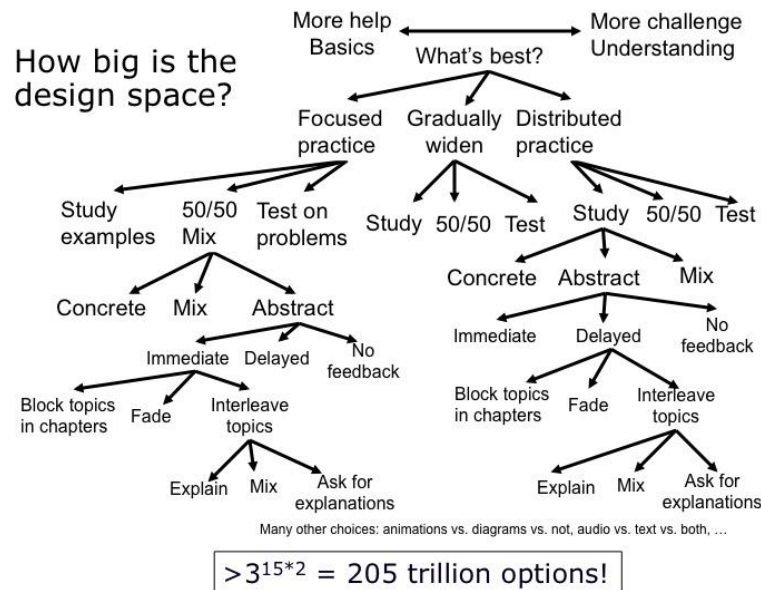 How big is the
design space?
More help
Basics
More challenge
Understanding
What's best?
Focused
practice
Gradually
widen
Distributed
practice
Study
examples
50/50
Mix
Test on
problems
Study
50/50
Test
Study
50/50
Test
Concrete
Mix
Abstract
Concrete
Abstract
Mix
Immediate
Delayed
No
feedback
Immediate
Delayed
No
feedback
Block topics
in chapters
Fade
Interleave
topics
Block topics
in chapters
Fade
Interleave
topics
Explain
Mix
Ask for
explanations
Explain
Mix
Ask for
explanations
Many other choices: animations vs. diagrams vs. not, audio vs. text vs. both, …
>3^15*2 = 205 trillion options!